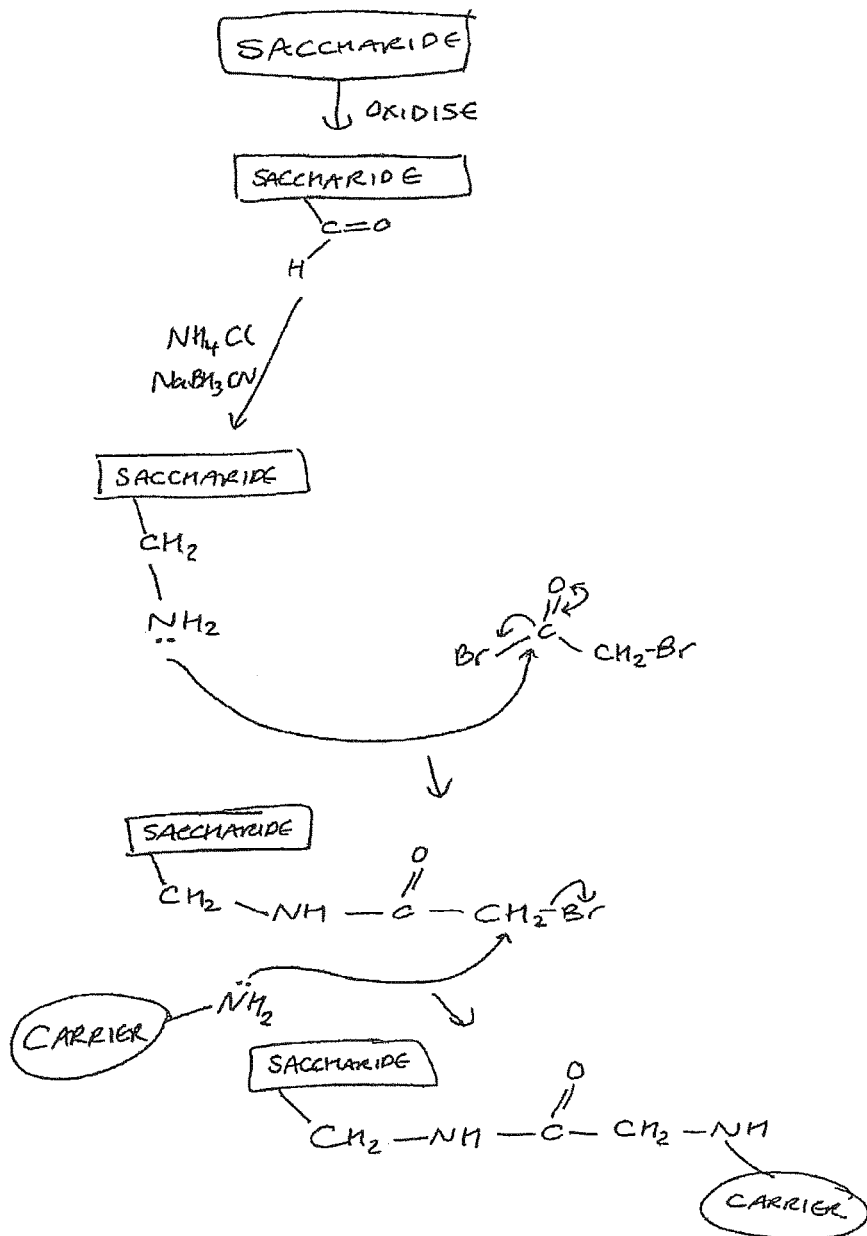 SACCHARIDE
OXIDISE
SACCHARIDE
C=O
H
NH4Cl
NaBH3CN
SACCHARIDE
CH2
NH2
O
Br C CH2-Br
SACCHARIDE
O
CH2 - NH - C - CH2-Br
CARRIER - NH2
SACCHARIDE
O
CH2 - NH - C - CH2 - NH
CARRIER